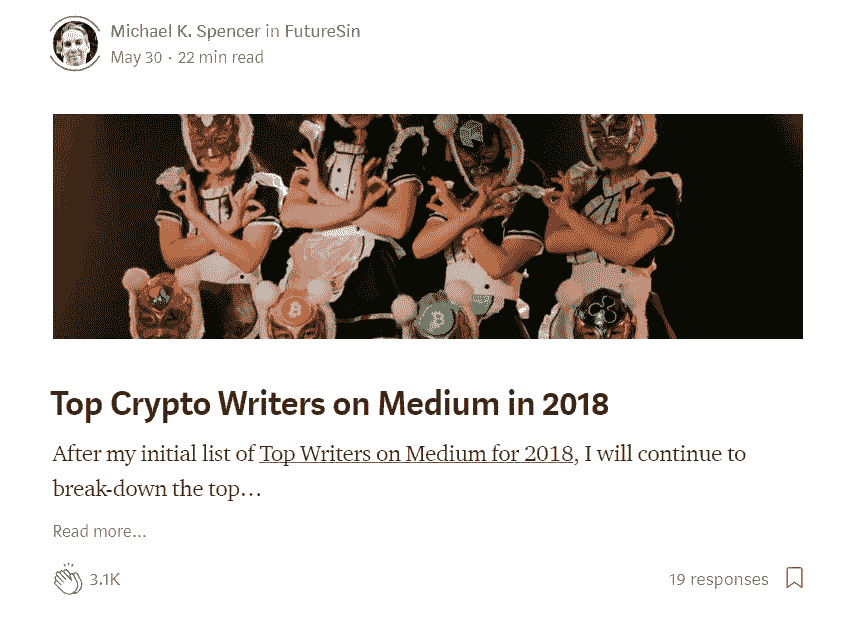 Michael K. Spencer in FutureSin
May 30 · 22 min read
Top Crypto Writers on Medium in 2018
After my initial list of Top Writers on Medium for 2018, I will continue to
break-down the top…
Read more…
3.1K
19 responses